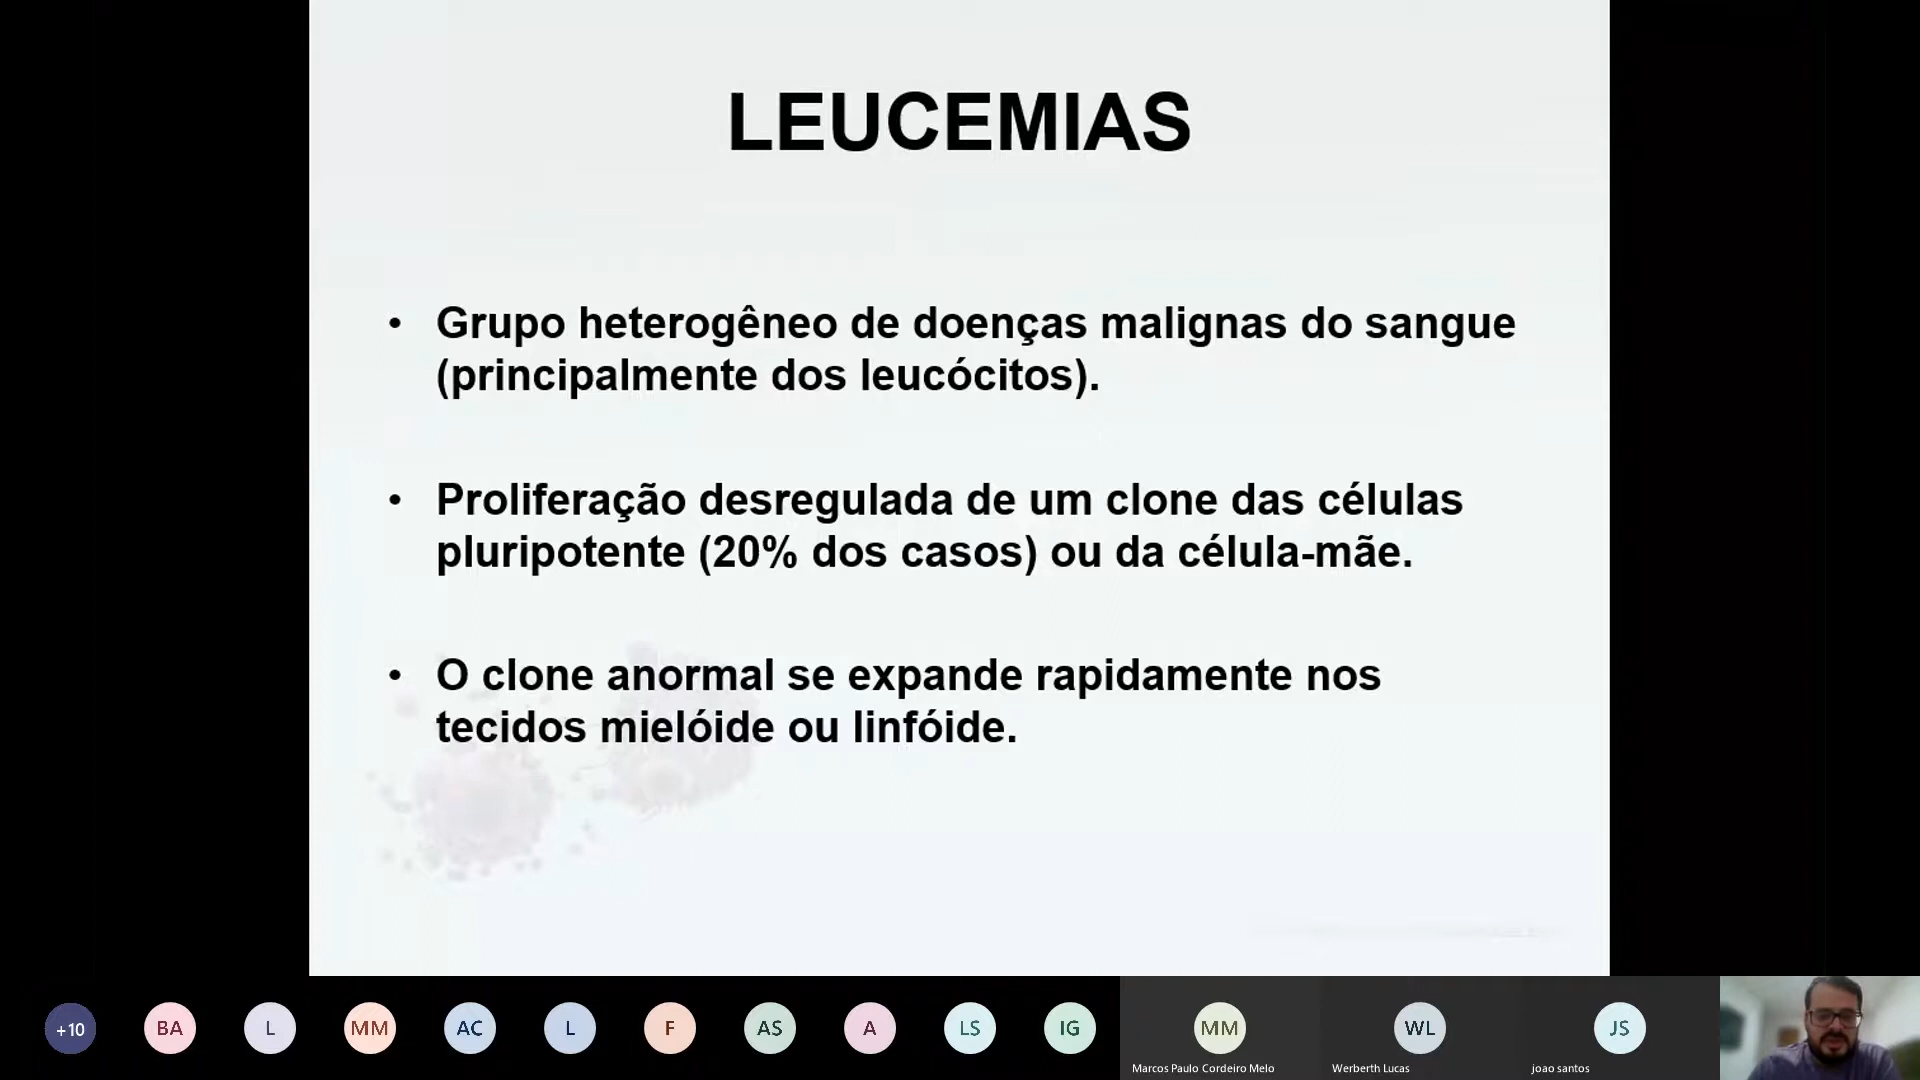 LEUCEMIAS
• Grupo heterogêneo de doenças malignas do sangue
(principalmente dos leucócitos).
• Proliferação desregulada de um clone das células
pluripotente (20% dos casos) ou da célula-mãe.
• O clone anormal se expande rapidamente nos
tecidos mielóide ou linfóide.
+10 BA L MM AC L F AS A LS IG MM WL JS
Marcos Paulo Cordeiro Melo Werberth Lucas joao santos